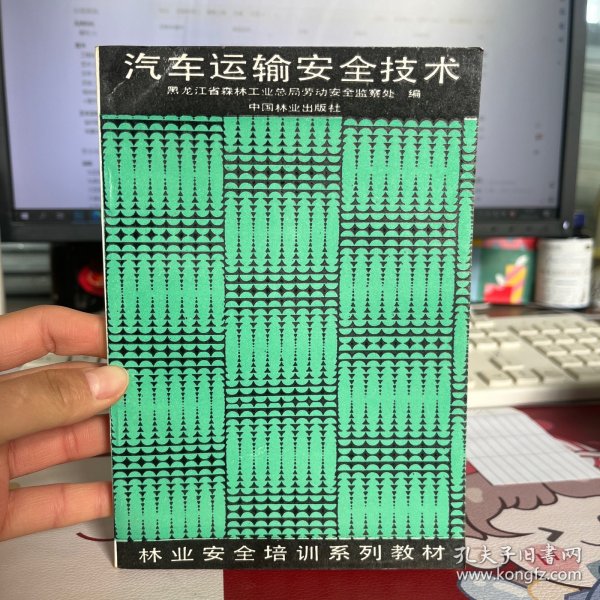 汽车运输安全技术
黑龙江省森林工业总局劳动安全监察处 编
中国林业出版社
林业安全培训系列教材
孔夫子旧书网
www.kongfz.com